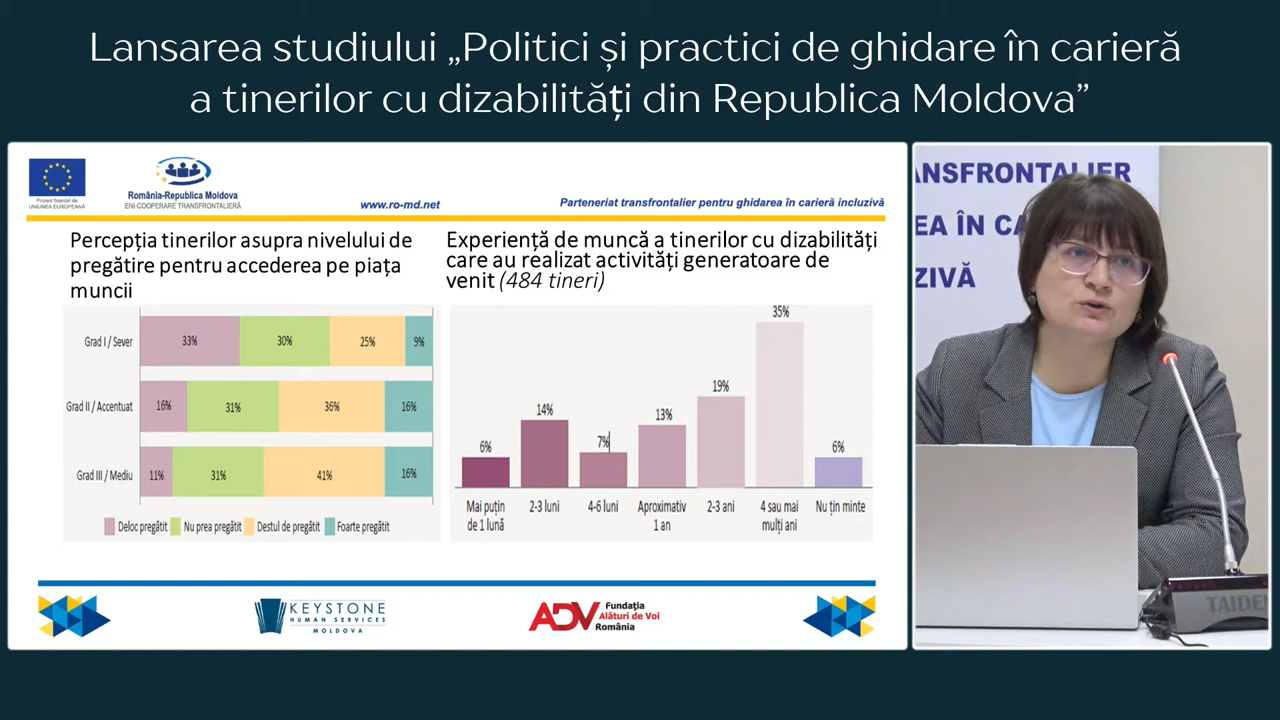 Lansarea studiului „Politici și practici de ghidare în carieră
a tinerilor cu dizabilități din Republica Moldova”
Proiect finanțat de
UNIUNEA EUROPEANĂ
România-Republica Moldova
ENI-COOPERARE TRANSFRONTALIERĂ
www.ro-md.net
Parteneriat transfrontalier pentru ghidarea în carieră incluzivă
Percepția tinerilor asupra nivelului de
pregătire pentru accederea pe piața
muncii
Grad I / Sever
33%
30%
25%
9%
Grad II / Accentuat
16%
31%
36%
16%
Grad III / Mediu
11%
31%
41%
16%
Deloc pregătit
Nu prea pregătit
Destul de pregătit
Foarte pregătit
Experiență de muncă a tinerilor cu dizabilități
care au realizat activități generatoare de
venit (484 tineri)
6%
14%
7%
13%
19%
35%
6%
Mai puțin
de 1 lună
2-3 luni
4-6 luni
Aproximativ
1 an
2-3 ani
4 sau mai
mulți ani
Nu țin minte
KEYSTONE
HUMAN SERVICES
MOLDOVA
ADV
Fundația
Alături de Voi
România
ANSFRONTALIER
EA ÎN CA
ZIVĂ
TAIDEN